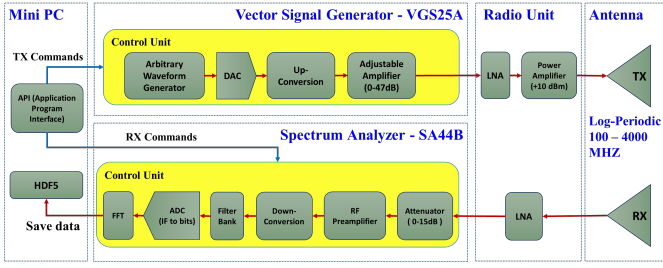 Mini PC
Vector Signal Generator - VGS25A
Radio Unit
Antenna
TX Commands
Control Unit
Arbitrary
Waveform
Generator
DAC
Up-
Conversion
Adjustable
Amplifier
(0-47dB)
LNA
Power
Amplifier
(+10 dBm)
TX
API (Application
Program
Interface)
Log-Periodic
100 – 4000
MHZ
RX Commands
Spectrum Analyzer - SA44B
Control Unit
HDF5
Save data
FFT
ADC
(IF to bits)
Filter
Bank
Down-
Conversion
RF
Preamplifier
Attenuator
( 0-15dB )
LNA
RX